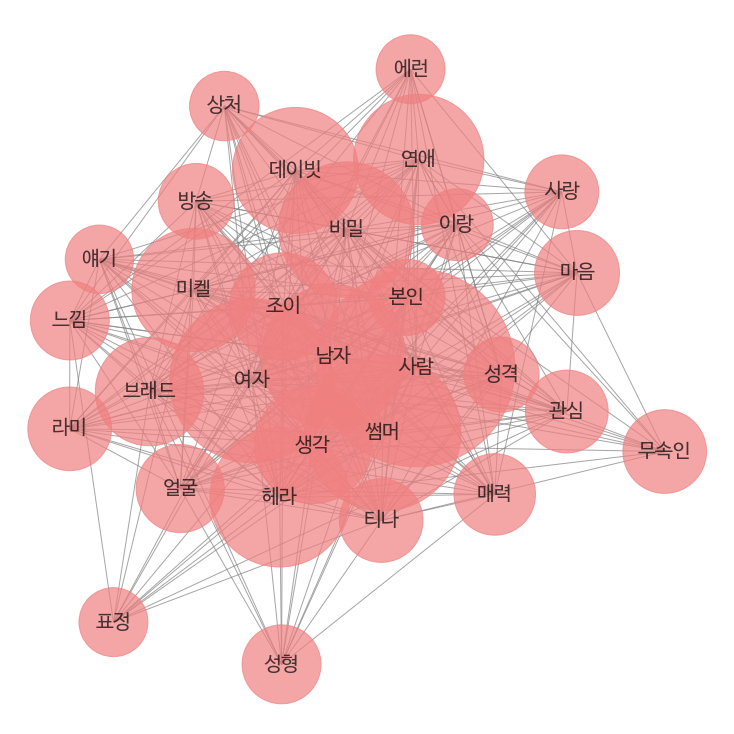 에런
상처
연애
데이빗
사랑
방송
이랑
비밀
얘기
마음
미켈
본인
조이
느낌
남자
사람
성격
여자
브래드
관심
라미
썸머
생각
무속인
얼굴
매력
헤라
티나
표정
성형